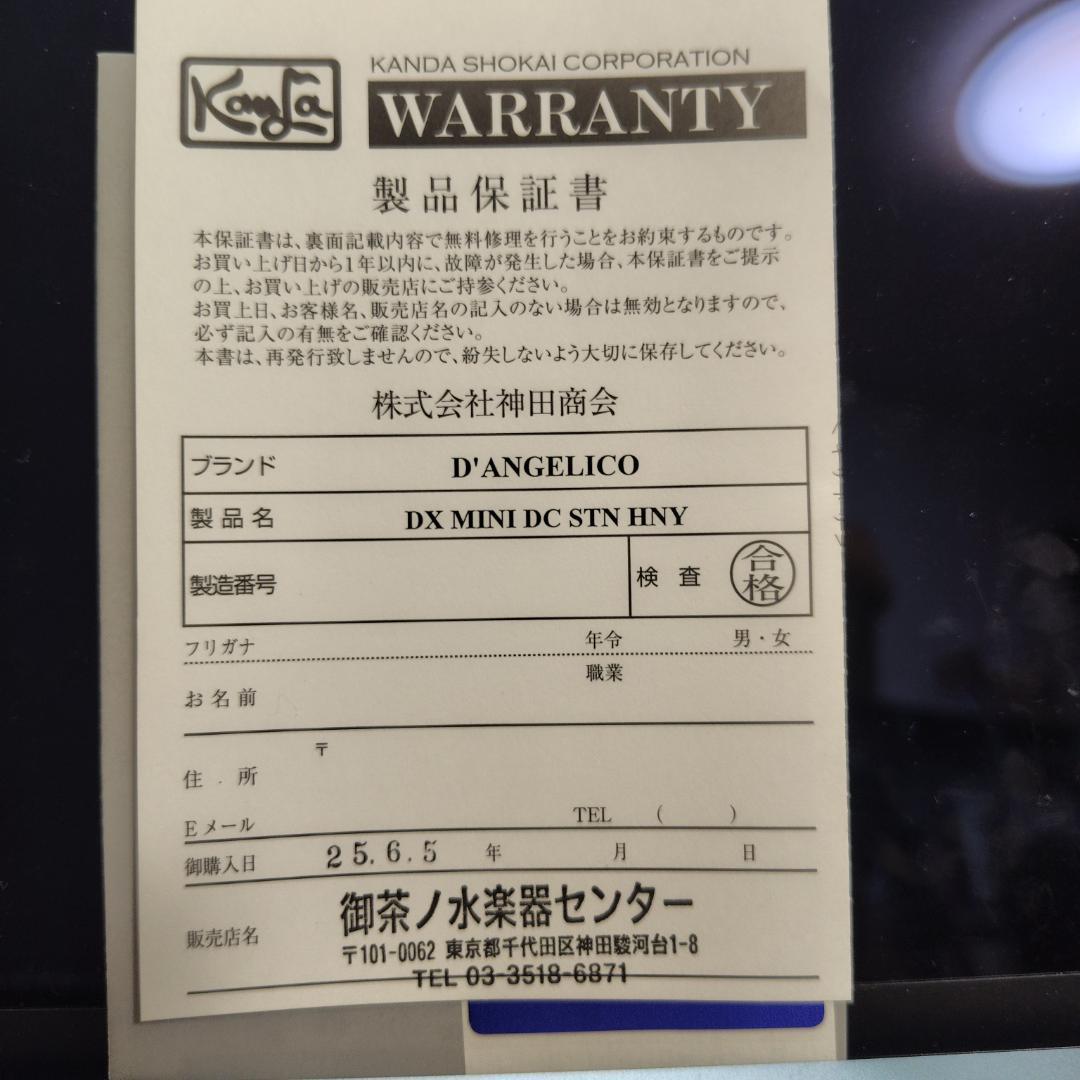 Kanda
KANDA SHOKAI CORPORATION
WARRANTY
製品保証書
本保証書は、裏面記載内容で無料修理を行うことをお約束するものです。
お買い上げ日から1年以内に、故障が発生した場合、本保証書をご提示
の上、お買い上げの販売店にご持参ください。
お買上日、お客様名、販売店名の記入のない場合は無効となりますので、
必ず記入の有無をご確認ください。
本書は、再発行致しませんので、紛失しないよう大切に保存してください。
株式会社神田商会
ブランド D'ANGELICO
製品名 DX MINI DC STN HNY
製造番号 検査 合格
フリガナ 年令 男・女
職業
お名前
〒
住所
Eメール TEL ( )
御購入日 25.6.5 年 月 日
販売店名 御茶ノ水楽器センター
〒101-0062 東京都千代田区神田駿河台1-8
TEL 03-3518-6871